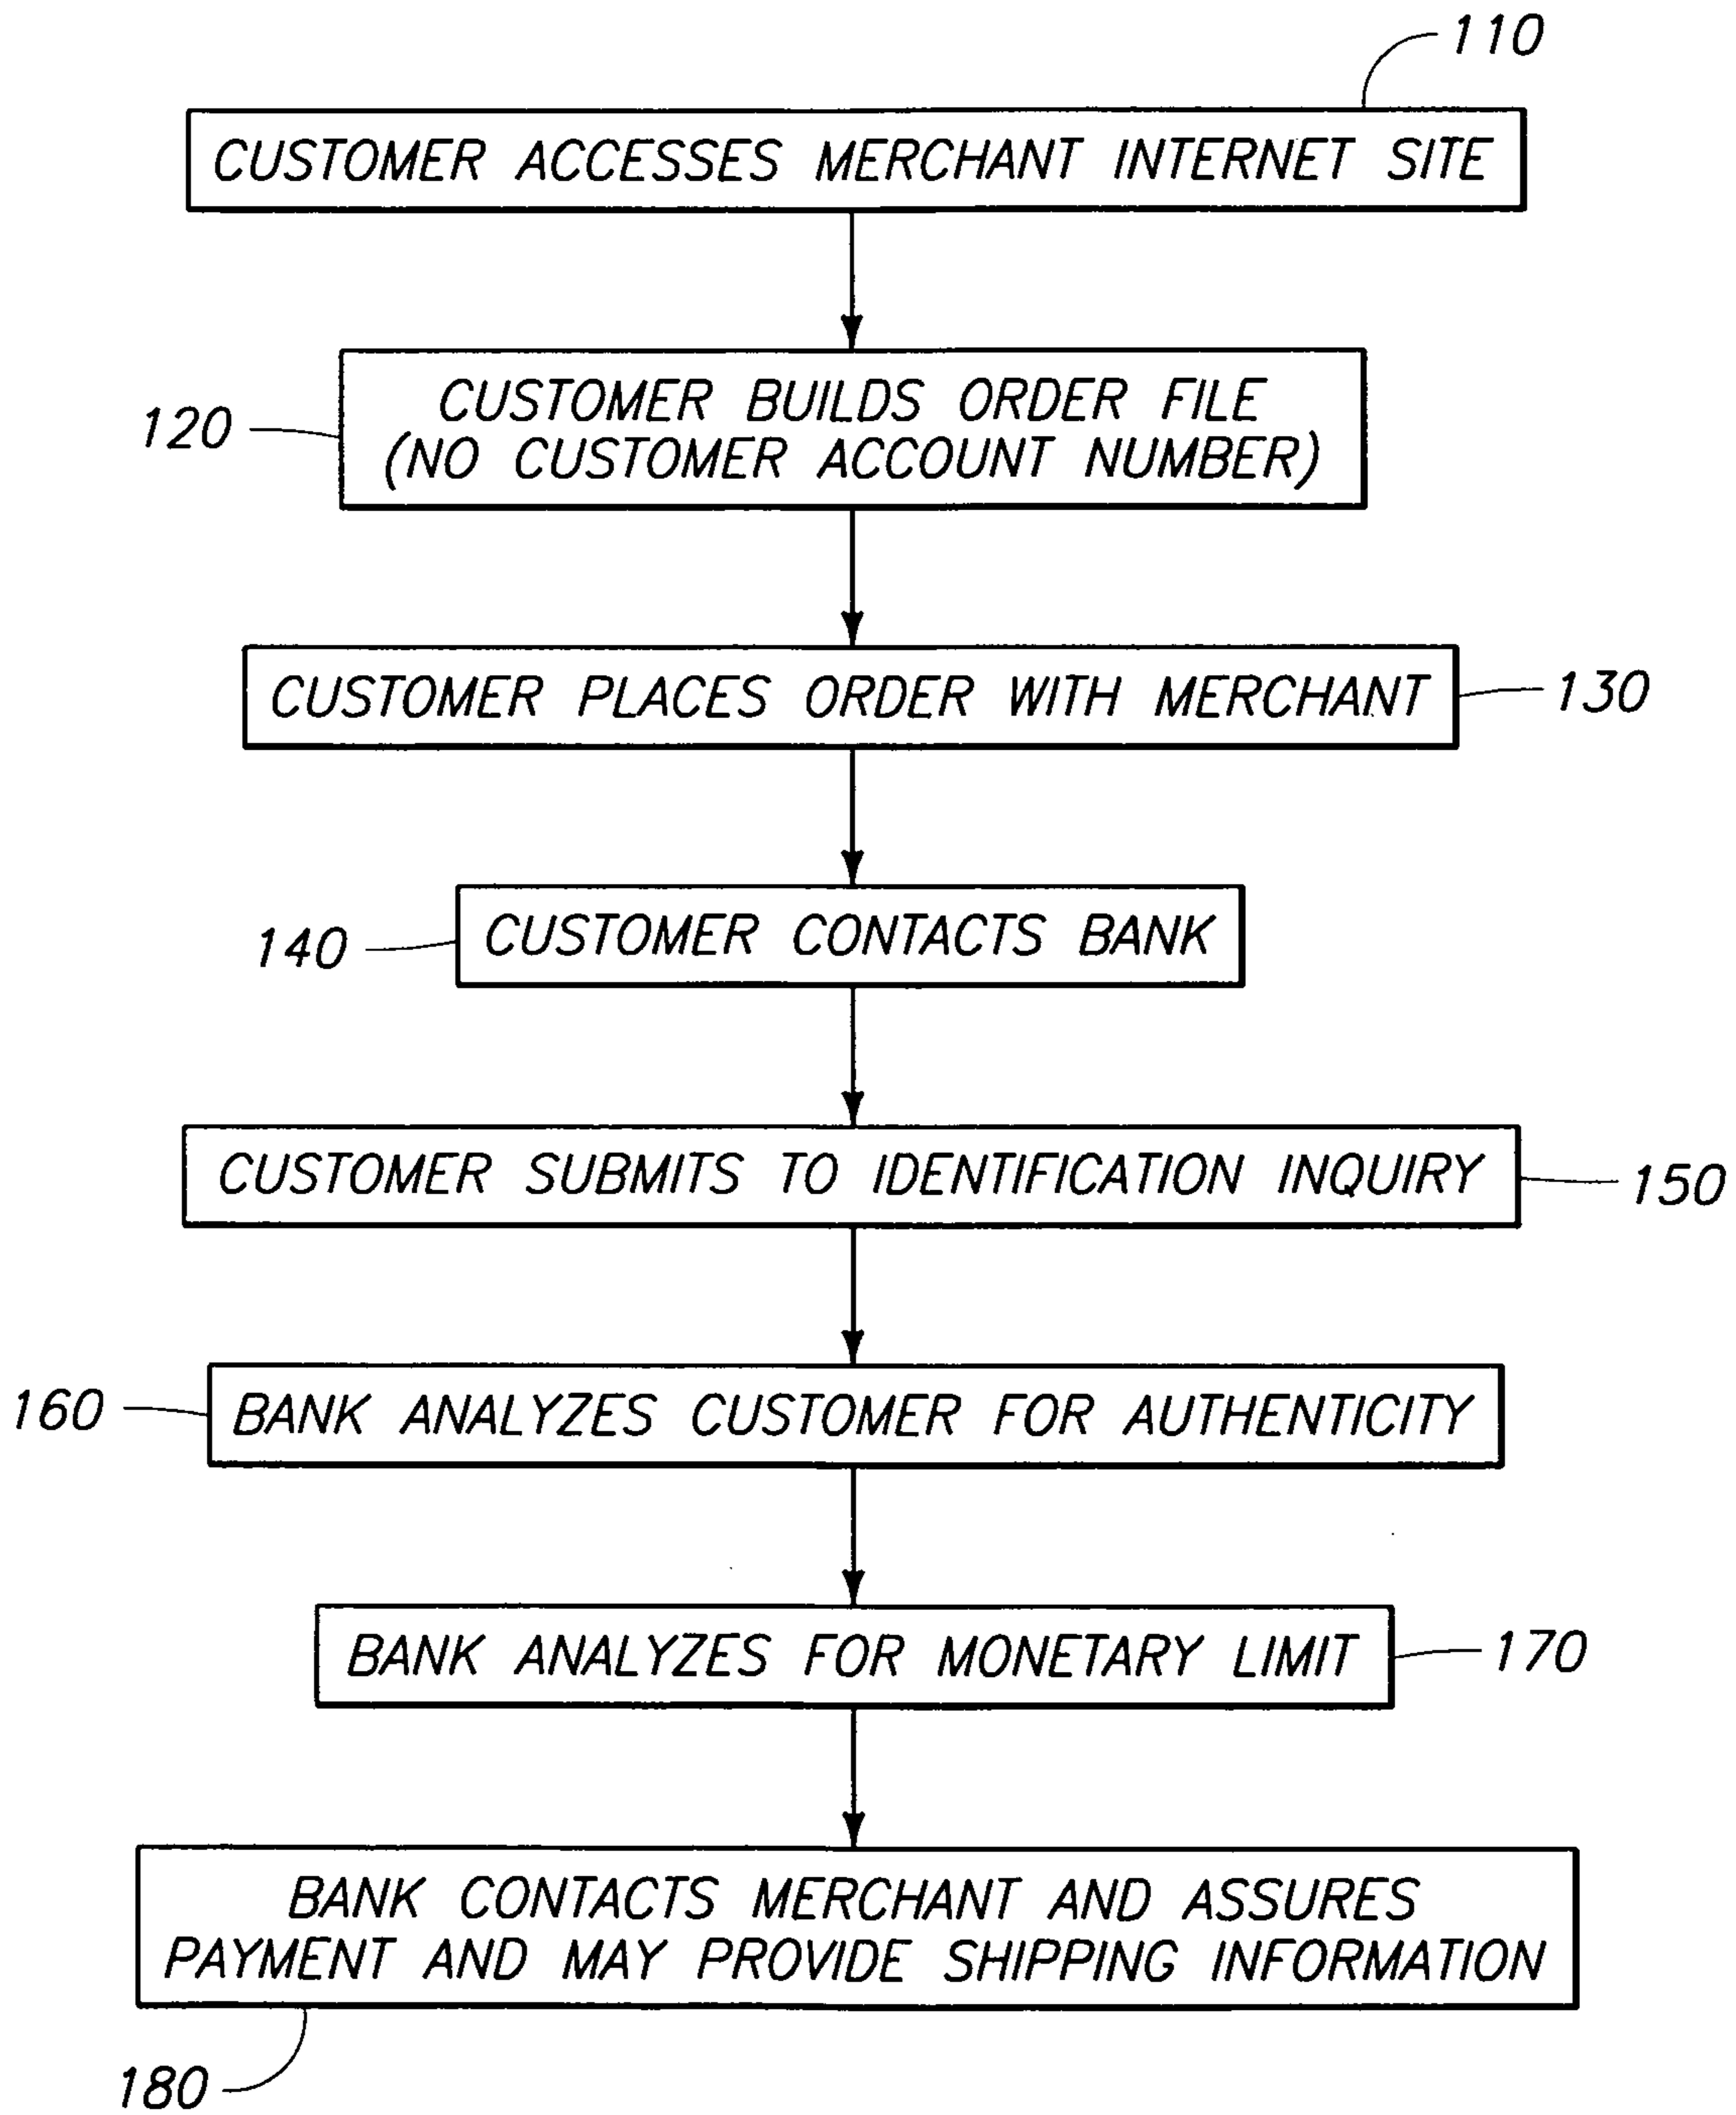 110
CUSTOMER ACCESSES MERCHANT INTERNET SITE
120
CUSTOMER BUILDS ORDER FILE
(NO CUSTOMER ACCOUNT NUMBER)
CUSTOMER PLACES ORDER WITH MERCHANT
130
140
CUSTOMER CONTACTS BANK
CUSTOMER SUBMITS TO IDENTIFICATION INQUIRY
150
160
BANK ANALYZES CUSTOMER FOR AUTHENTICITY
BANK ANALYZES FOR MONETARY LIMIT
170
BANK CONTACTS MERCHANT AND ASSURES
PAYMENT AND MAY PROVIDE SHIPPING INFORMATION
180